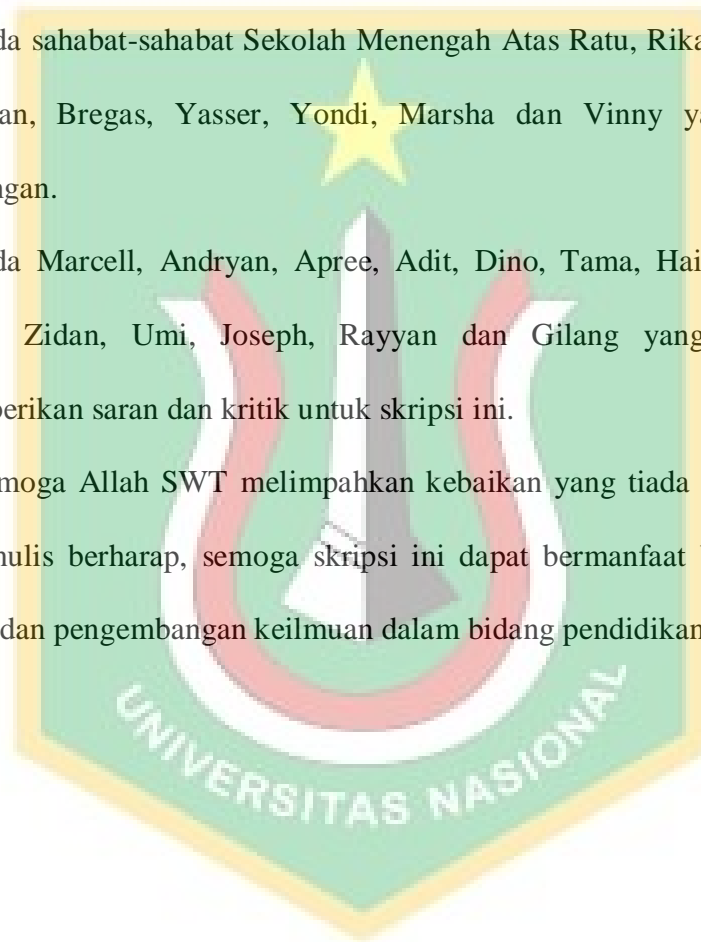 da sahabat-sahabat Sekolah Menengah Atas Ratu, Rika
an, Bregas, Yasser, Yondi, Marsha dan Vinny ya
ngan.
da Marcell, Andryan, Apree, Adit, Dino, Tama, Hai
Zidan, Umi, Joseph, Rayyan dan Gilang yang
berikan saran dan kritik untuk skripsi ini.
moga Allah SWT melimpahkan kebaikan yang tiada
nulis berharap, semoga skripsi ini dapat bermanfaat
dan pengembangan keilmuan dalam bidang pendidikan
UNIVERSITAS NASIONAL